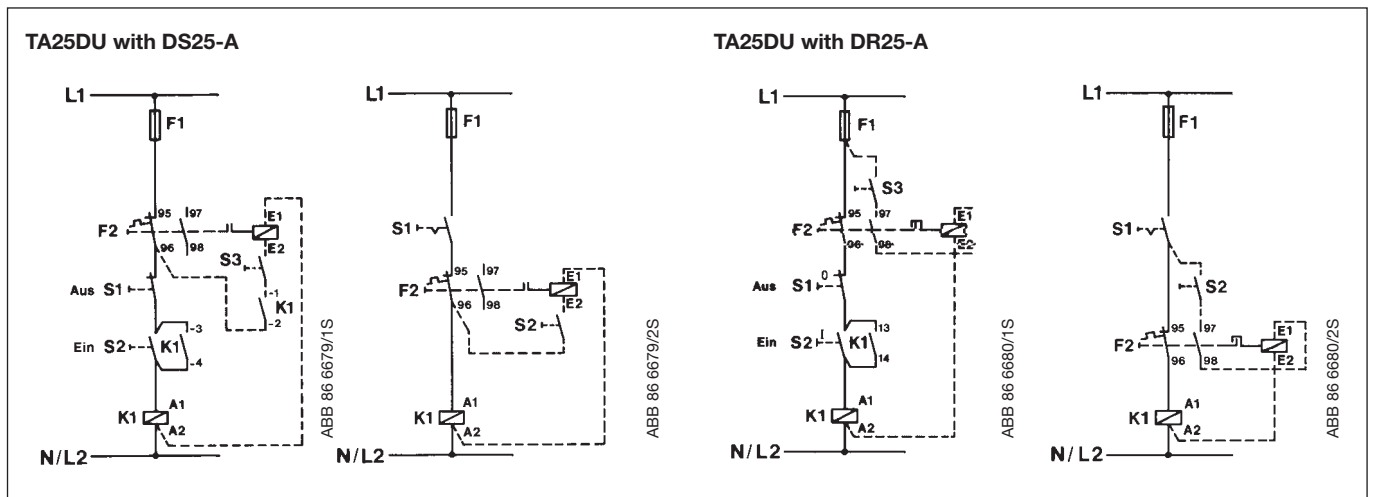 TA25DU with DS25-A
L1
F1
F2
95
97
96
98
E1
E2
S3
-1
K1
-2
Aus S1
-3
Ein S2
K1
-4
K1
A1
A2
N/L2
ABB 86 6679/1S
L1
F1
S1
95
97
F2
96
98
E1
E2
S2
K1
A1
A2
ABB 86 6679/2S
TA25DU with DR25-A
L1
F1
S3
95
97
F2
96
98
E1
E2
0
Aus S1
I
Ein S2
13
K1
14
K1
A1
A2
N/L2
ABB 86 6680/1S
L1
F1
S1
S2
95
97
F2
96
98
E1
E2
K1
A1
A2
N/L2
ABB 86 6680/2S